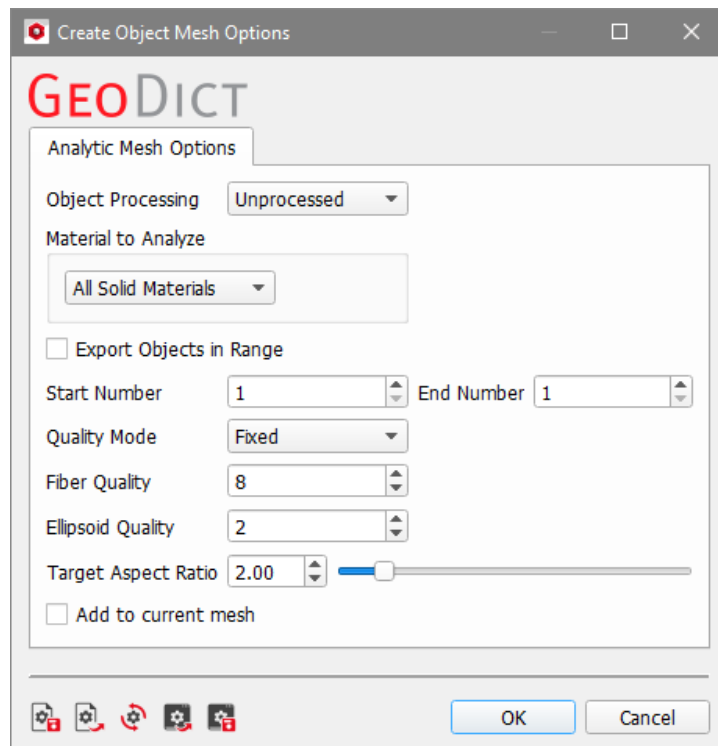 Create Object Mesh Options
GEODICT
Analytic Mesh Options
Object Processing Unprocessed
Material to Analyze
All Solid Materials
Export Objects in Range
Start Number 1 End Number 1
Quality Mode Fixed
Fiber Quality 8
Ellipsoid Quality 2
Target Aspect Ratio 2.00
Add to current mesh
OK Cancel